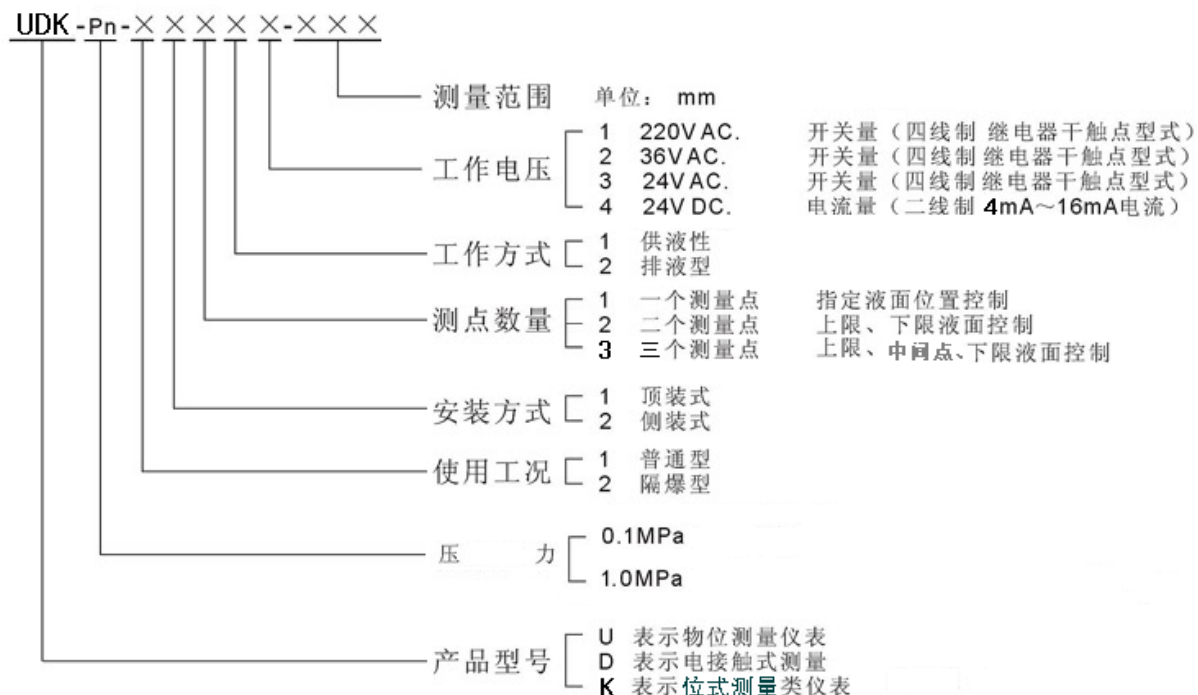 UDK-Pn-×××××-×××
测量范围 单位： mm
1 220V AC. 开关量（四线制 继电器干触点型式）
2 36V AC. 开关量（四线制 继电器干触点型式）
工作电压
3 24V AC. 开关量（四线制 继电器干触点型式）
4 24V DC. 电流量（二线制 4mA～16mA电流）
1 供液性
工作方式
2 排液型
1 一个测量点 指定液面位置控制
测点数量 2 二个测量点 上限、下限液面控制
3 三个测量点 上限、中间点、下限液面控制
1 顶装式
安装方式
2 侧装式
1 普通型
使用工况
2 隔爆型
0.1MPa
压 力
1.0MPa
U 表示物位测量仪表
产品型号 D 表示电接触式测量
K 表示位式测量类仪表